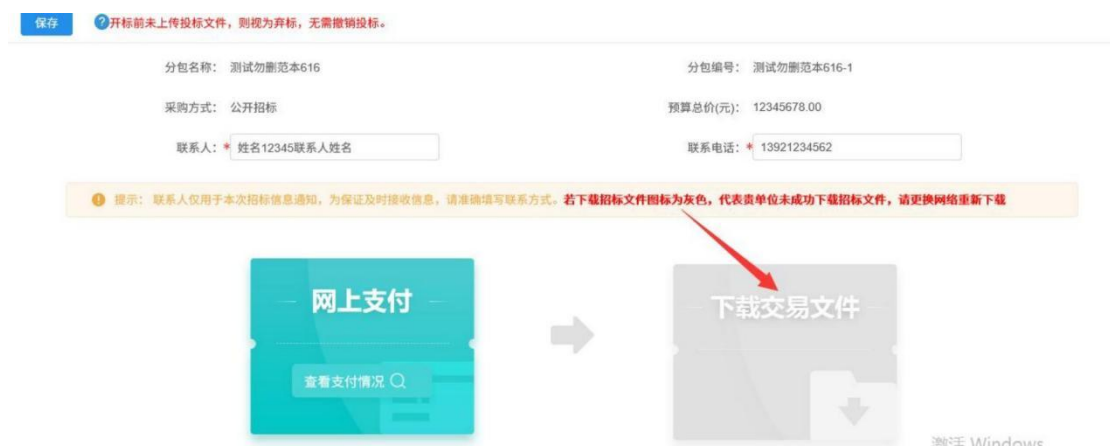 保存 开标前未上传投标文件，则视为弃标，无需撤销投标。
分包名称： 测试勿删范本616 分包编号： 测试勿删范本616-1
采购方式： 公开招标 预算总价(元)： 12345678.00
联系人：* 姓名12345联系人姓名 联系电话：* 13921234562
提示： 联系人仅用于本次招标信息通知，为保证及时接收信息，请准确填写联系方式。若下载招标文件图标为灰色，代表贵单位未成功下载招标文件，请更换网络重新下载
网上支付 下载交易文件
查看支付情况
激活 Windows